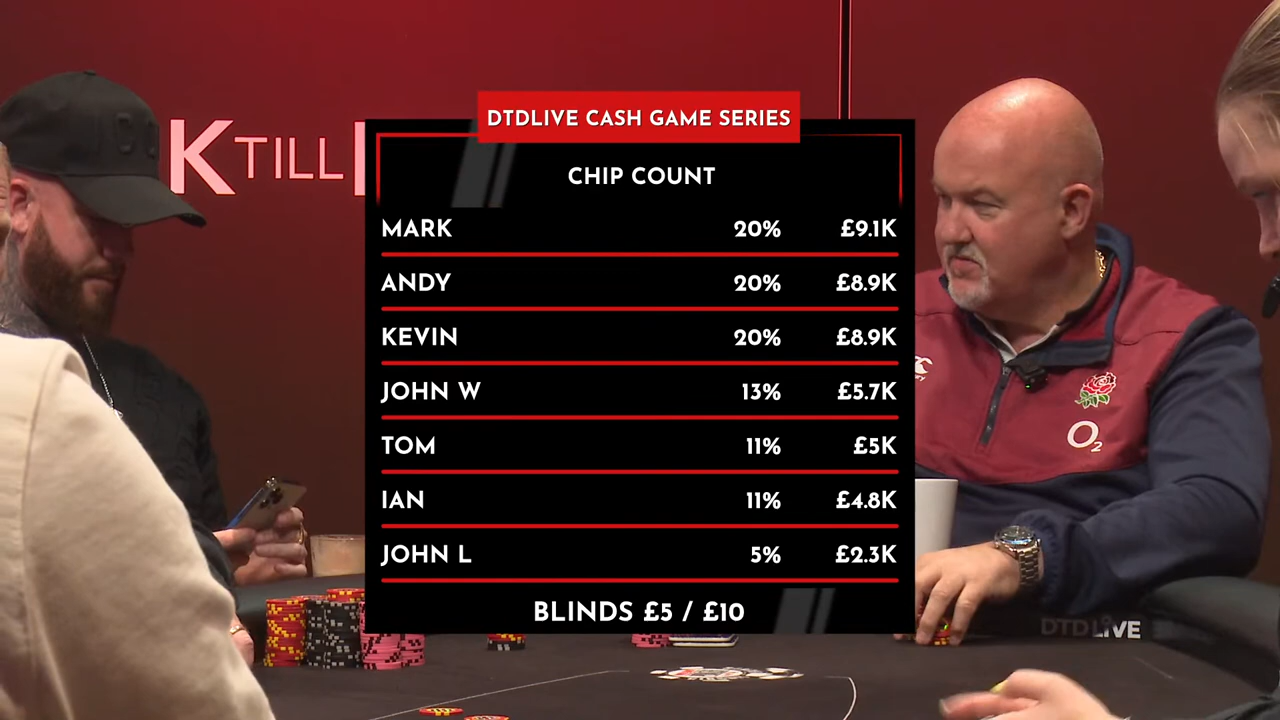 DTDLIVE CASH GAME SERIES
K TILL
CHIP COUNT
MARK 20% £9.1K
ANDY 20% £8.9K
KEVIN 20% £8.9K
JOHN W 13% £5.7K
TOM 11% £5K
IAN 11% £4.8K
JOHN L 5% £2.3K
BLINDS £5 / £10
O2
DTDLIVE